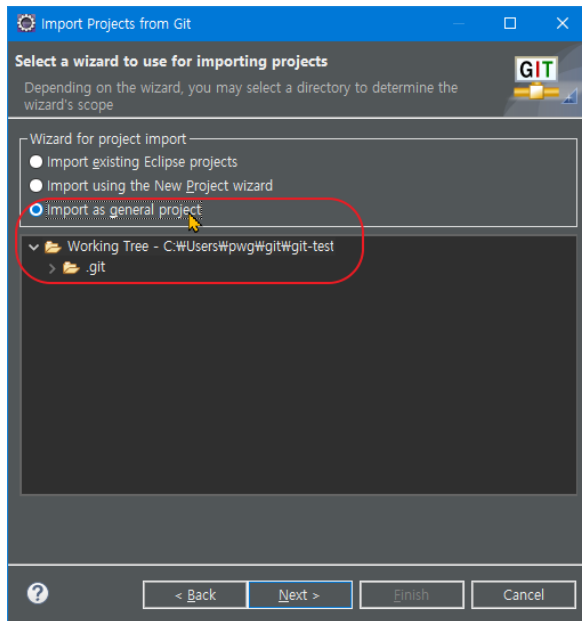 Import Projects from Git
Select a wizard to use for importing projects
GIT
Depending on the wizard, you may select a directory to determine the
wizard's scope
Wizard for project import
Import existing Eclipse projects
Import using the New Project wizard
Import as general project
Working Tree - C:₩Users₩pwg₩git₩git-test
.git
?
< Back
Next >
Finish
Cancel